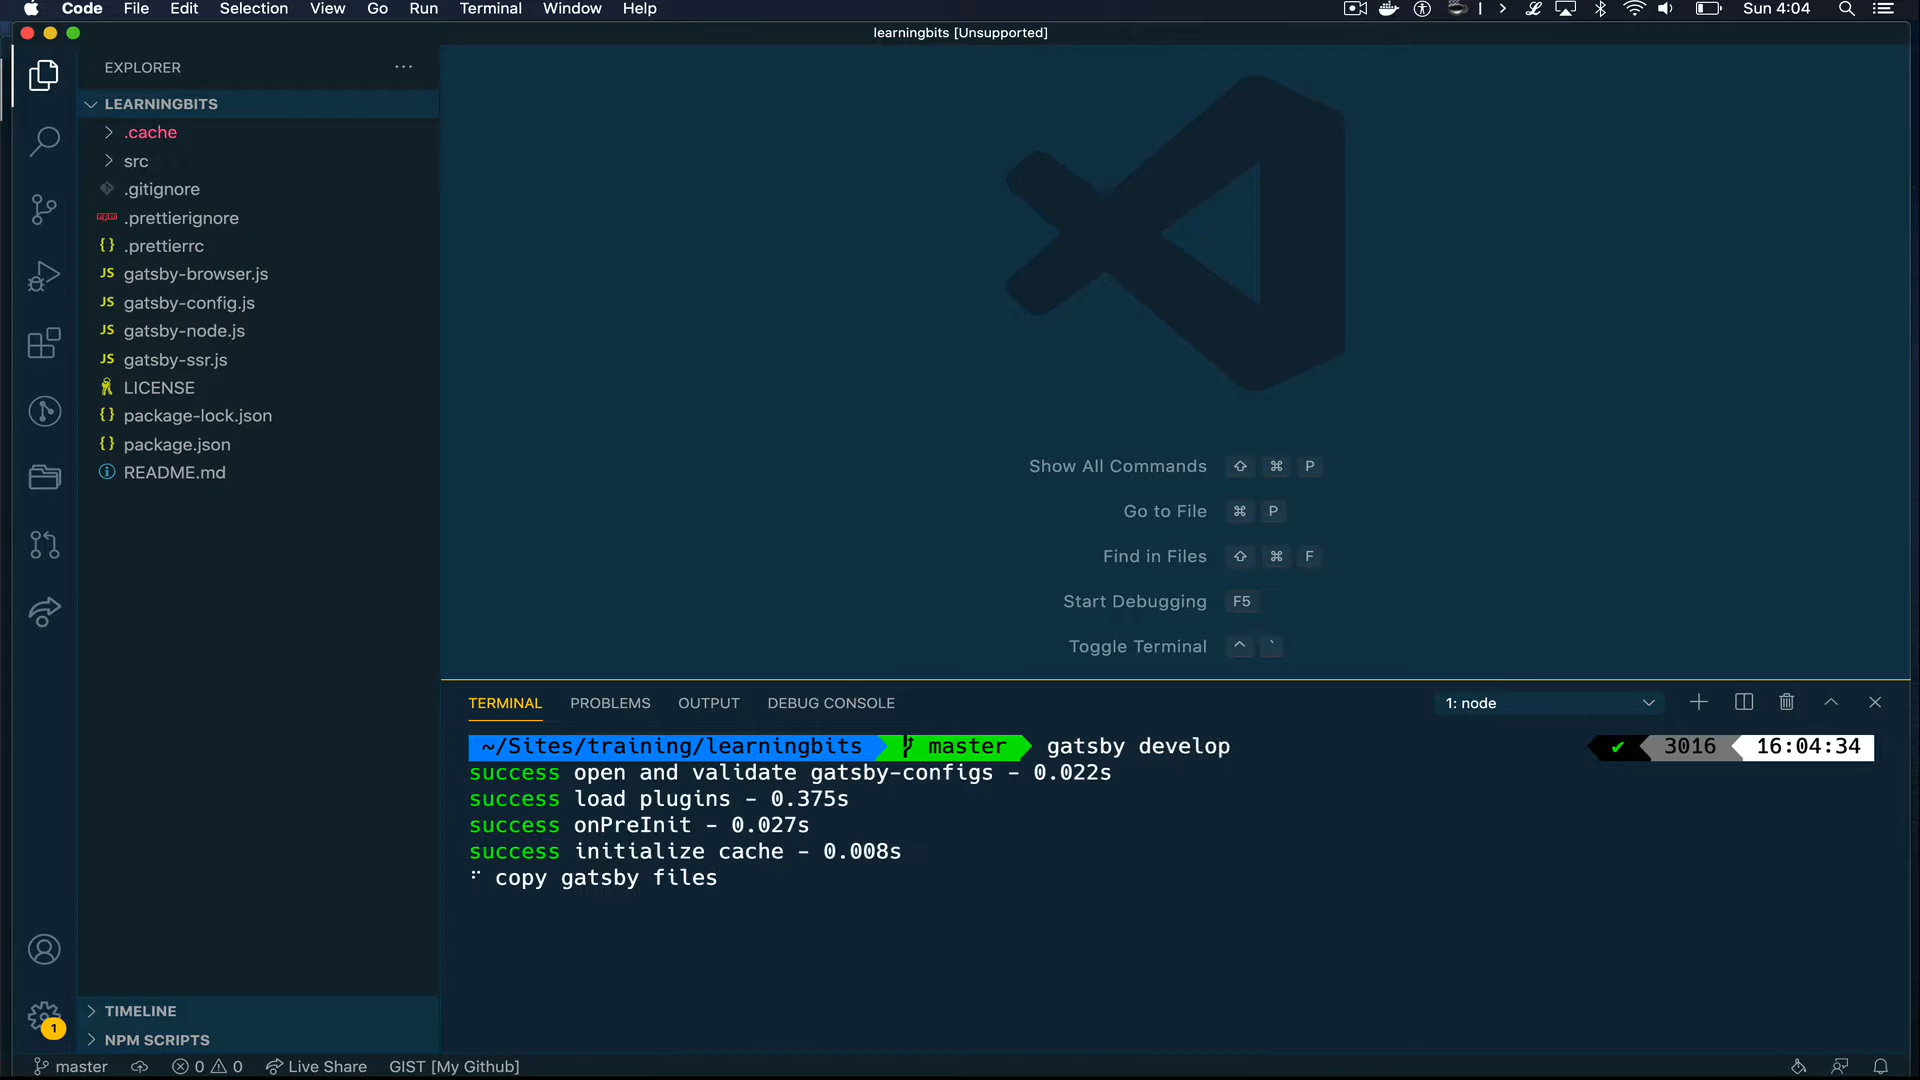 Code File Edit Selection View Go Run Terminal Window Help Sun 4:04
learningbits [Unsupported]
EXPLORER
LEARNINGBITS
.cache
src
.gitignore
.prettierignore
.prettierrc
JS gatsby-browser.js
JS gatsby-config.js
JS gatsby-node.js
JS gatsby-ssr.js
LICENSE
package-lock.json
package.json
README.md
TIMELINE
NPM SCRIPTS
Show All Commands ⇧ ⌘ P
Go to File ⌘ P
Find in Files ⇧ ⌘ F
Start Debugging F5
Toggle Terminal ^ `
TERMINAL PROBLEMS OUTPUT DEBUG CONSOLE 1: node
~/Sites/training/learningbits master gatsby develop ✔ 3016 16:04:34
success open and validate gatsby-configs - 0.022s
success load plugins - 0.375s
success onPreInit - 0.027s
success initialize cache - 0.008s
copy gatsby files
1
master 0 0 Live Share GIST [My Github]